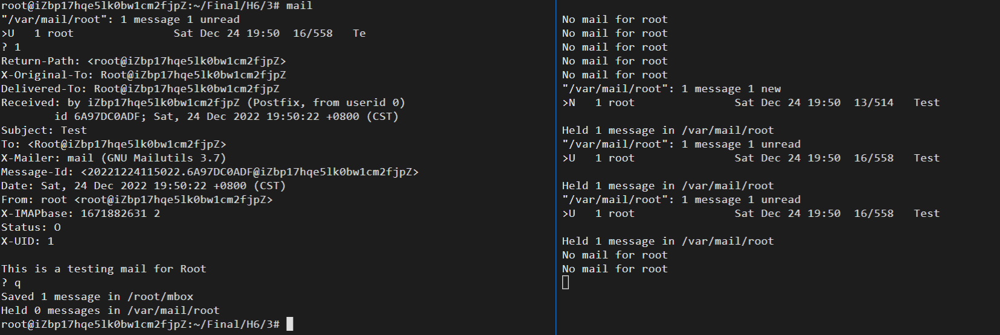 root@iZbp17hqe5lk0bw1cm2fjpZ:~/Final/H6/3# mail
"/var/mail/root": 1 message 1 unread
>U   1 root               Sat Dec 24 19:50  16/558   Te
? 1
Return-Path: <root@iZbp17hqe5lk0bw1cm2fjpZ>
X-Original-To: Root@iZbp17hqe5lk0bw1cm2fjpZ
Delivered-To: Root@iZbp17hqe5lk0bw1cm2fjpZ
Received: by iZbp17hqe5lk0bw1cm2fjpZ (Postfix, from userid 0)
        id 6A97DC0ADF; Sat, 24 Dec 2022 19:50:22 +0800 (CST)
Subject: Test
To: <Root@iZbp17hqe5lk0bw1cm2fjpZ>
X-Mailer: mail (GNU Mailutils 3.7)
Message-Id: <20221224115022.6A97DC0ADF@iZbp17hqe5lk0bw1cm2fjpZ>
Date: Sat, 24 Dec 2022 19:50:22 +0800 (CST)
From: root <root@iZbp17hqe5lk0bw1cm2fjpZ>
X-IMAPbase: 1671882631 2
Status: O
X-UID: 1

This is a testing mail for Root
? q
Saved 1 message in /root/mbox
Held 0 messages in /var/mail/root
root@iZbp17hqe5lk0bw1cm2fjpZ:~/Final/H6/3#
No mail for root
No mail for root
No mail for root
No mail for root
No mail for root
"/var/mail/root": 1 message 1 new
>N   1 root               Sat Dec 24 19:50  13/514   Test

Held 1 message in /var/mail/root
"/var/mail/root": 1 message 1 unread
>U   1 root               Sat Dec 24 19:50  16/558   Test

Held 1 message in /var/mail/root
"/var/mail/root": 1 message 1 unread
>U   1 root               Sat Dec 24 19:50  16/558   Test

Held 1 message in /var/mail/root
No mail for root
No mail for root